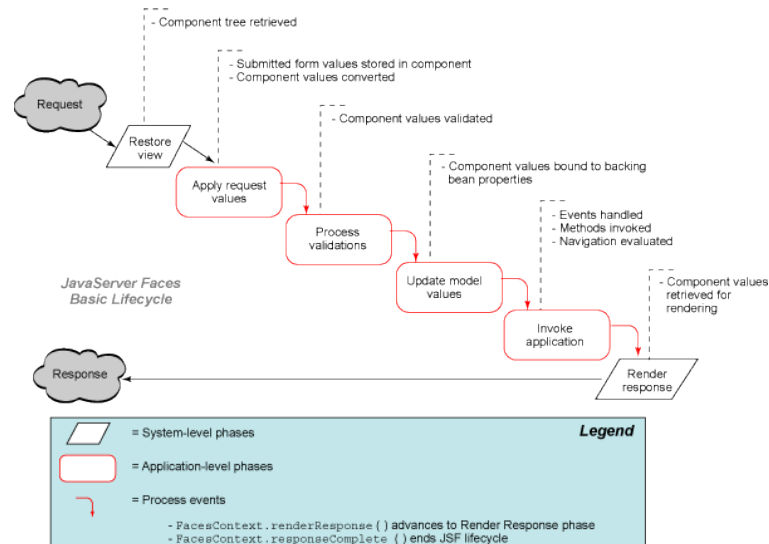 - Component tree retrieved
- Submitted form values stored in component
- Component values converted
Request
Restore
view
- Component values validated
Apply request
values
- Component values bound to backing
bean properties
Process
validations
- Events handled
- Methods invoked
- Navigation evaluated
JavaServer Faces
Basic Lifecycle
Update model
values
- Component values
retrieved for
rendering
Invoke
application
Response
Render
response
Legend
= System-level phases
= Application-level phases
= Process events
- FacesContext.renderResponse() advances to Render Response phase
- FacesContext.responseComplete () ends JSF lifecycle